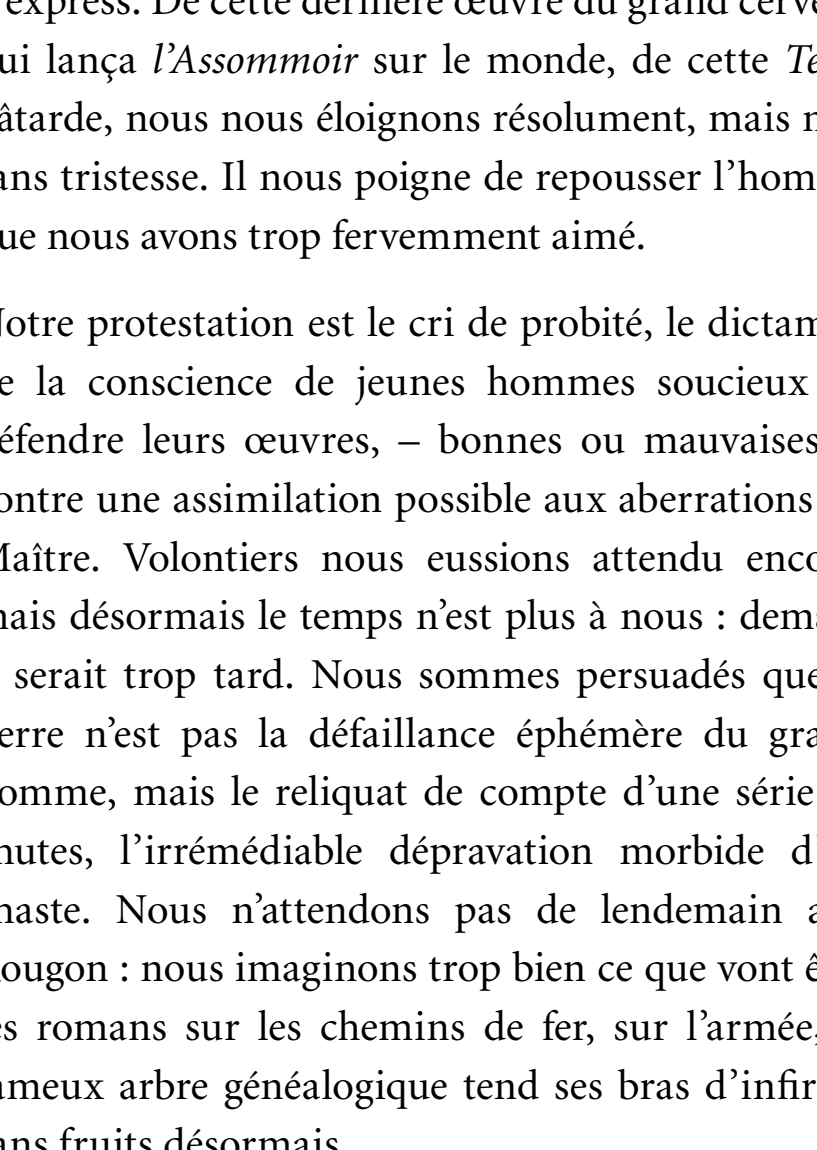 express. De cette dernière œuvre du grand cerve
ui lança l’Assommoir sur le monde, de cette Te
âtarde, nous nous éloignons résolument, mais n
ans tristesse. Il nous poigne de repousser l’hom
ue nous avons trop fervemment aimé.
Notre protestation est le cri de probité, le dictam
e la conscience de jeunes hommes soucieux
éfendre leurs œuvres, – bonnes ou mauvaises
ontre une assimilation possible aux aberrations
Maître. Volontiers nous eussions attendu enco
nais désormais le temps n’est plus à nous : dema
serait trop tard. Nous sommes persuadés que
erre n’est pas la défaillance éphémère du gra
omme, mais le reliquat de compte d’une série
hutes, l’irrémédiable dépravation morbide d’
haste. Nous n’attendons pas de lendemain a
ougon : nous imaginons trop bien ce que vont ê
es romans sur les chemins de fer, sur l’armée,
ameux arbre généalogique tend ses bras d’infir
ans fruits désormais